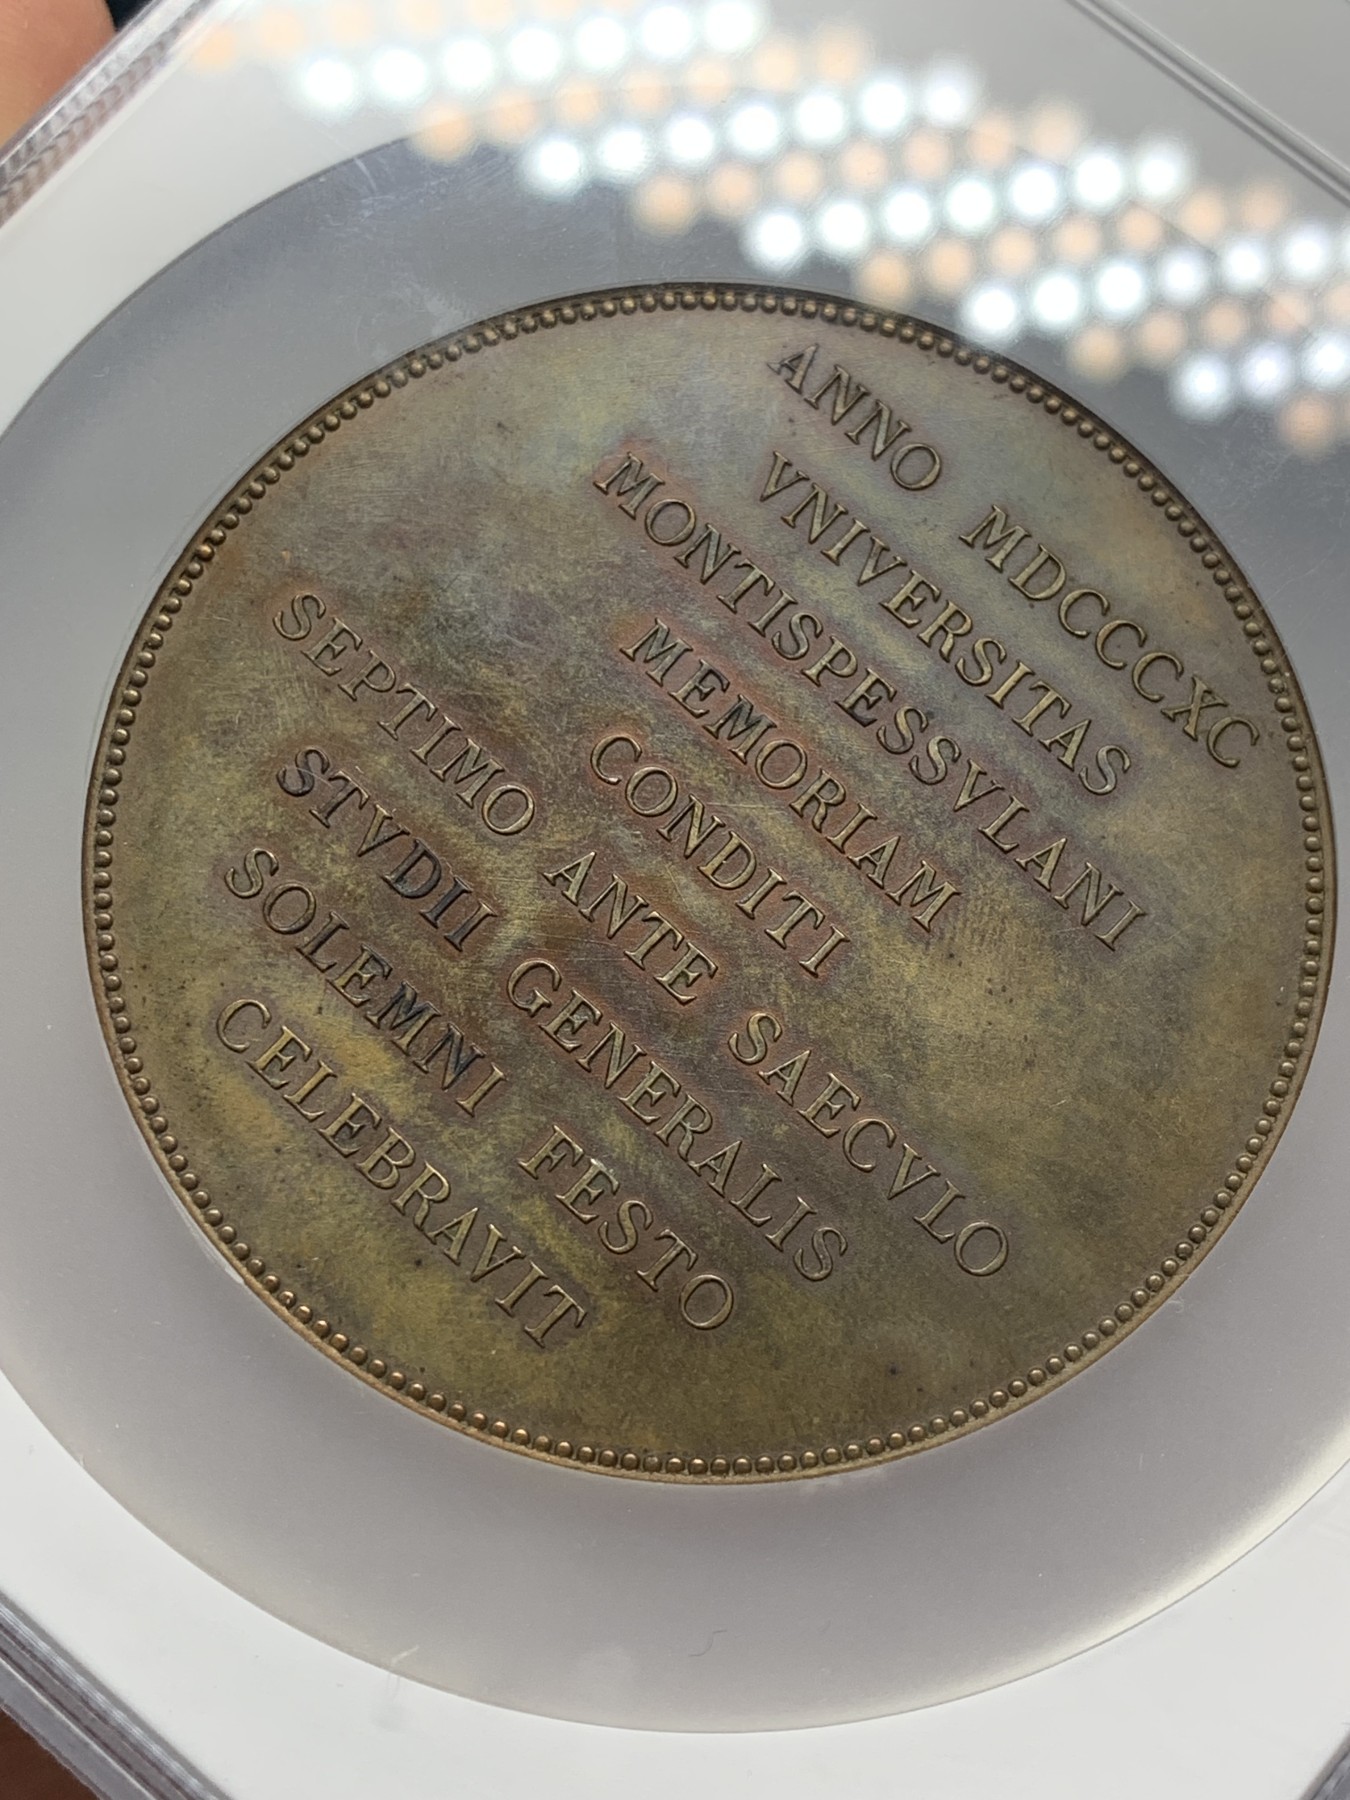 ANNO MDCCCXC
VNIVERSITAS
MONTISPESSVLANI
MEMORIAM
CONDITI
SEPTIMO ANTE SAECVLO
STVDII GENERALIS
SOLEMNI FESTO
CELEBRAVIT